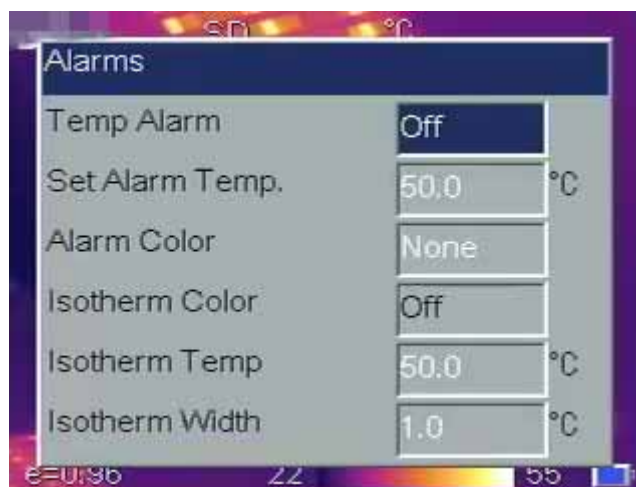 SD °C
Alarms
Temp Alarm Off
Set Alarm Temp. 50.0 °C
Alarm Color None
Isotherm Color Off
Isotherm Temp 50.0 °C
Isotherm Width 1.0 °C
e=0.96 22 55